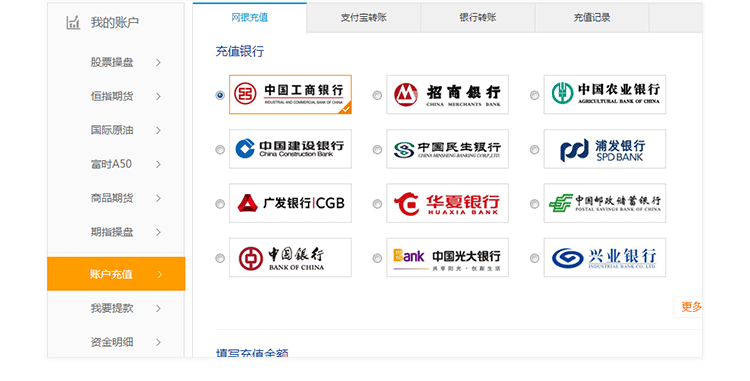 我的账户
股票操盘
恒指期货
国际原油
富时A50
商品期货
期指操盘
账户充值
我要提款
资金明细
网银充值
支付宝转账
银行转账
充值记录
充值银行
中国工商银行
INDUSTRIAL AND COMMERCIAL BANK OF CHINA
招商银行
CHINA MERCHANTS BANK
中国农业银行
AGRICULTURAL BANK OF CHINA
中国建设银行
China Construction Bank
中国民生银行
CHINA MINSHENG BANKING CORP.,LTD.
浦发银行
SPD BANK
广发银行|CGB
华夏银行
HUAXIA BANK
中国邮政储蓄银行
POSTAL SAVINGS BANK OF CHINA
中国银行
BANK OF CHINA
Bank 中国光大银行
共享阳光·创新生活
兴业银行
INDUSTRIAL BANK CO.,LTD.
更多
填写充值金额